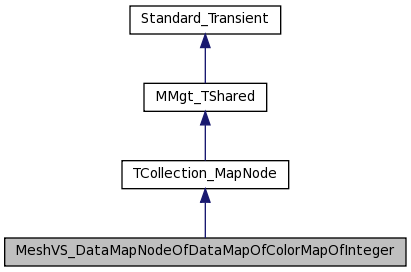 Standard_Transient
MMgt_TShared
TCollection_MapNode
MeshVS_DataMapNodeOfDataMapOfColorMapOfInteger